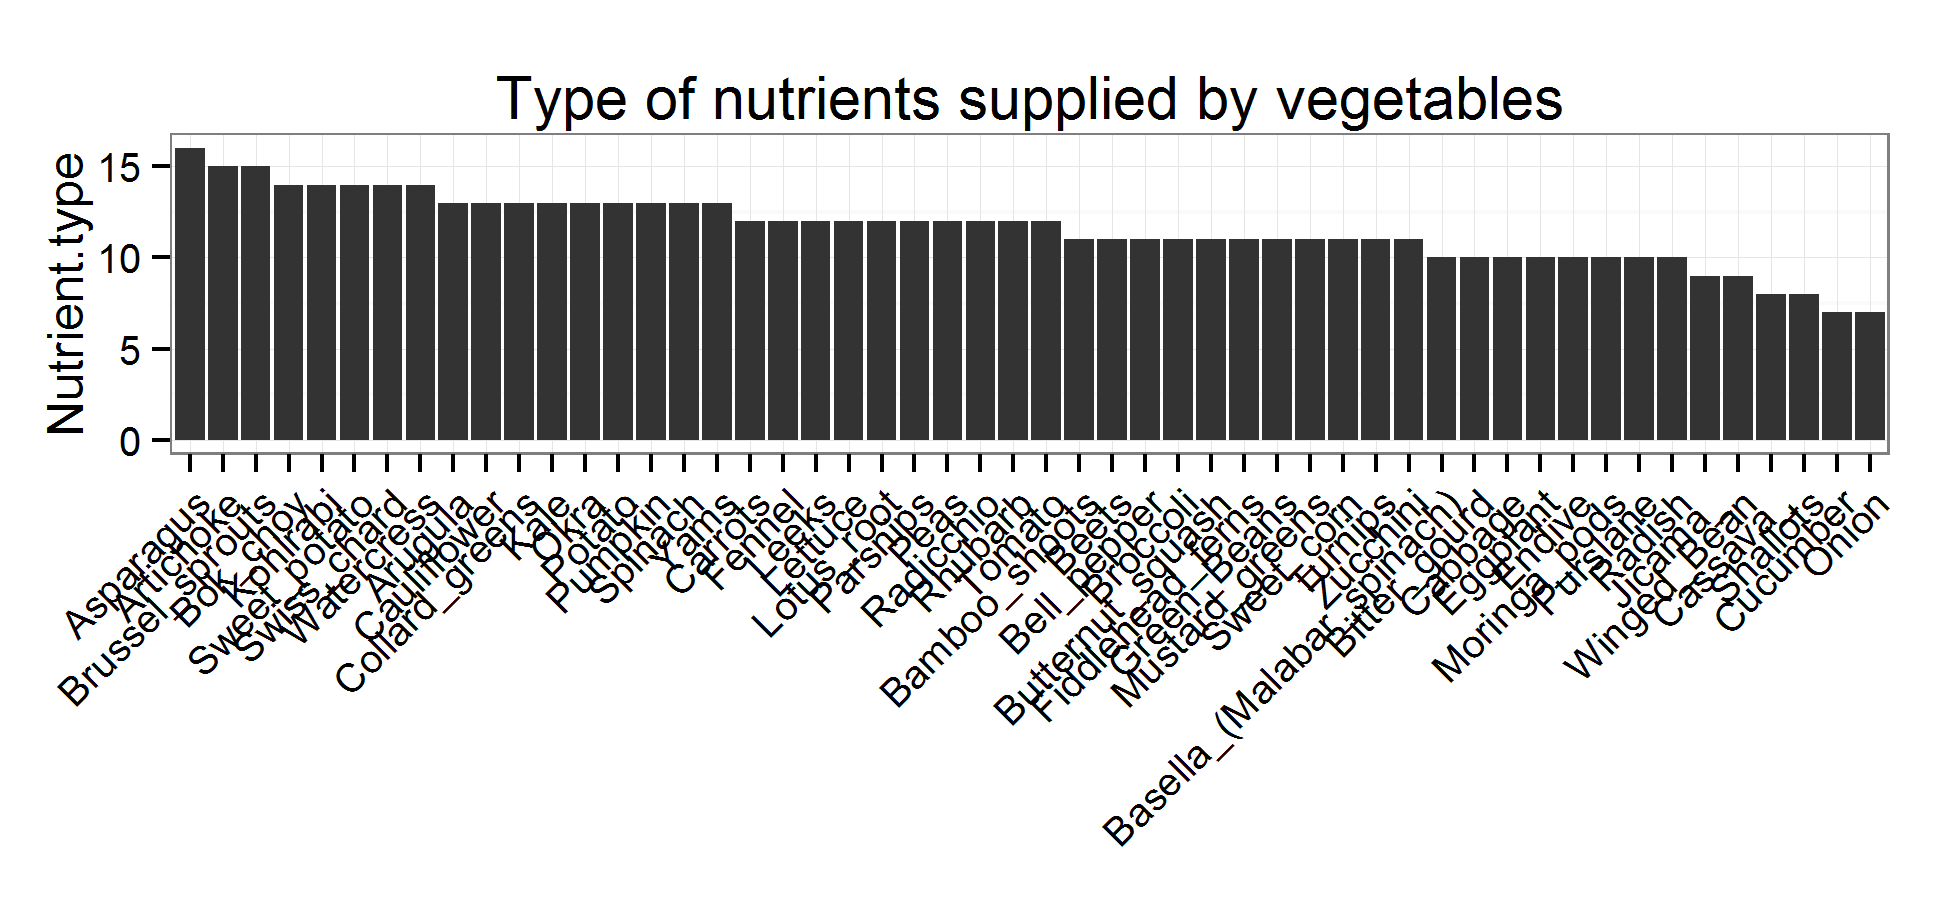 Type of nutrients supplied by vegetables
Nutrient.type
15
10
5
0
Asparagus
Artichoke
Brussel_sprouts
Bok_choy
Kohlrabi
Sweet_potato
Swiss_chard
Watercress
Arugula
Cauliflower
Collard_greens
Kale
Okra
Potato
Pumpkin
Spinach
Yams
Carrots
Fennel
Leeks
Lettuce
Lotus_root
Parsnips
Peas
Radicchio
Rhubarb
Tomato
Bamboo_shoots
Beets
Bell_pepper
Broccoli
Butternut_squash
Fiddlehead_ferns
Green_Beans
Mustard_greens
Sweet_corn
Turnips
Zucchini
Basella_(Malabar_spinach)
Bitter_gourd
Cabbage
Eggplant
Endive
Moringa_pods
Purslane
Radish
Jicama
Winged_Bean
Cassava
Shallots
Cucumber
Onion